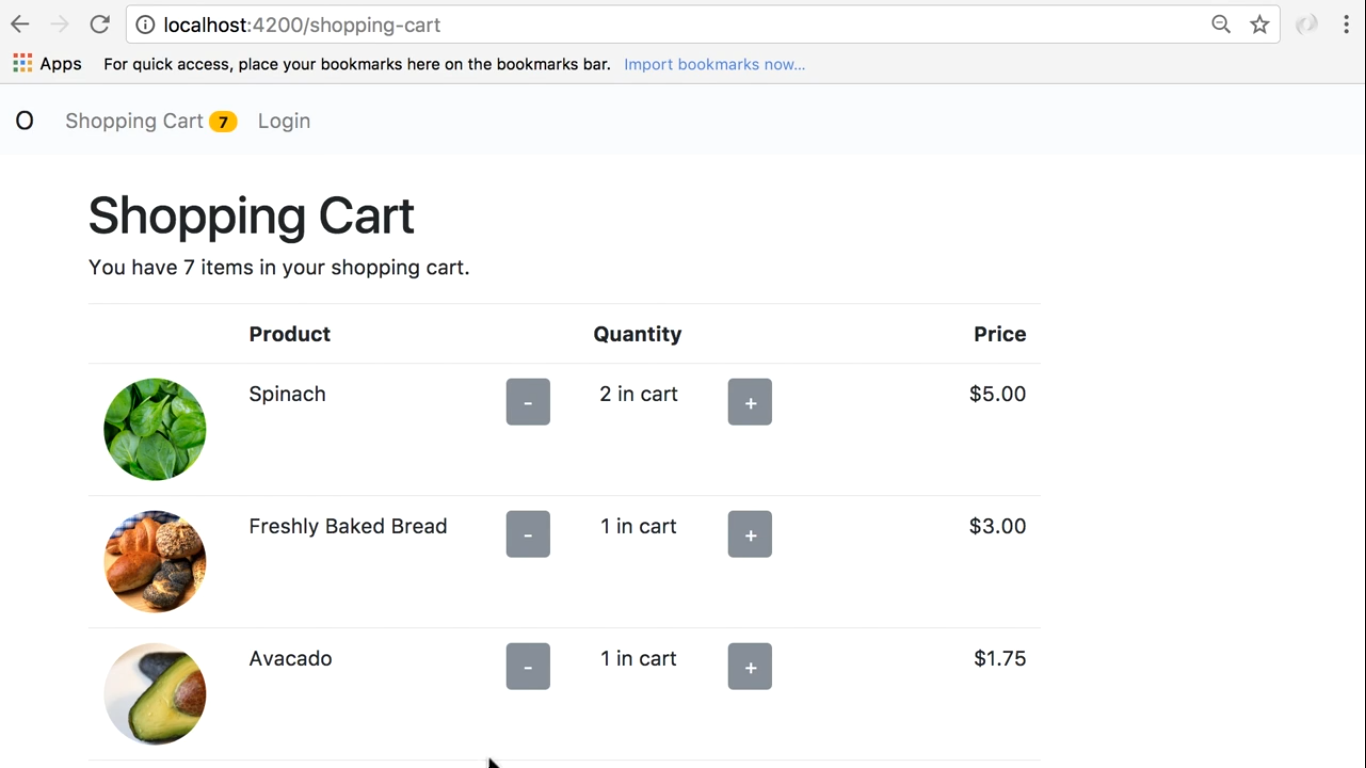 localhost:4200/shopping-cart
Apps For quick access, place your bookmarks here on the bookmarks bar. Import bookmarks now...
O Shopping Cart 7 Login
Shopping Cart
You have 7 items in your shopping cart.
Product Quantity Price
Spinach - 2 in cart + $5.00
Freshly Baked Bread - 1 in cart + $3.00
Avacado - 1 in cart + $1.75